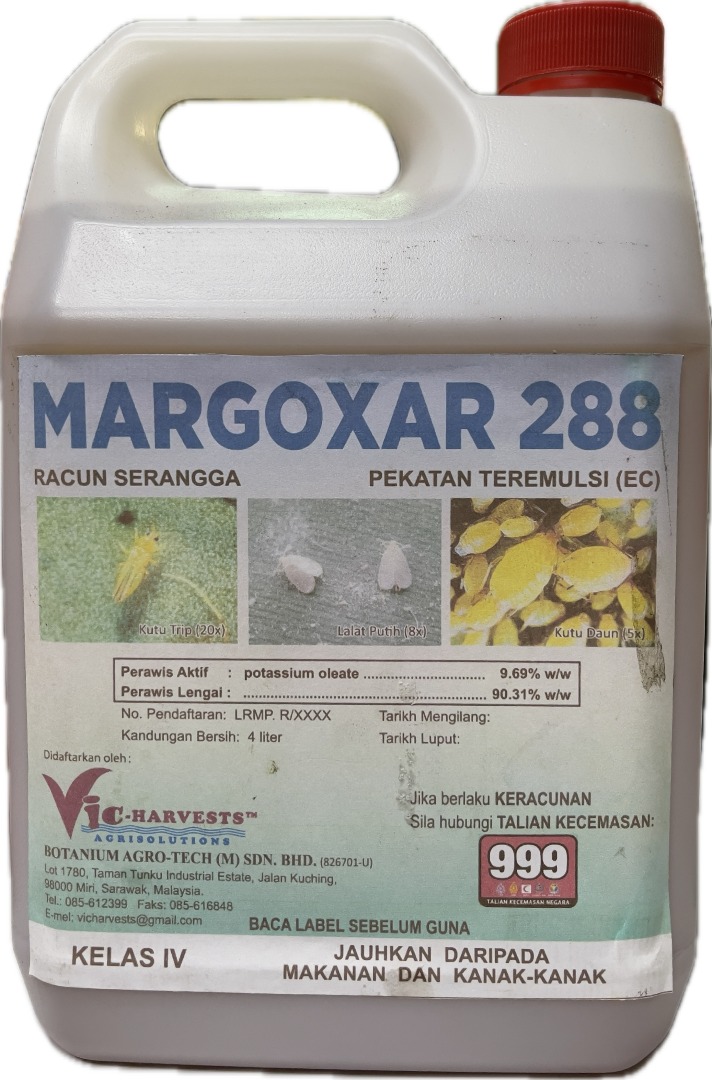 MARGOXAR 288
RACUN SERANGGA PEKATAN TEREMULSI (EC)
Kutu Trip (20x) Lalat Putih (8x) Kutu Daun (5x)
Perawis Aktif : potassium oleate .......................... 9.69% w/w
Perawis Lengai : .................................................... 90.31% w/w
No. Pendaftaran: LRMP. R/XXXX Tarikh Mengilang:
Kandungan Bersih: 4 liter Tarikh Luput:
Didaftarkan oleh:
Vic-HARVESTS™
AGRISOLUTIONS
BOTANIUM AGRO-TECH (M) SDN. BHD. (826701-U)
Lot 1780, Taman Tunku Industrial Estate, Jalan Kuching,
98000 Miri, Sarawak, Malaysia.
Tel.: 085-612399 Faks: 085-616848
E-mel: vicharvests@gmail.com
Jika berlaku KERACUNAN
Sila hubungi TALIAN KECEMASAN:
999
TALIAN KECEMASAN NEGARA
BACA LABEL SEBELUM GUNA
KELAS IV
JAUHKAN DARIPADA
MAKANAN DAN KANAK-KANAK